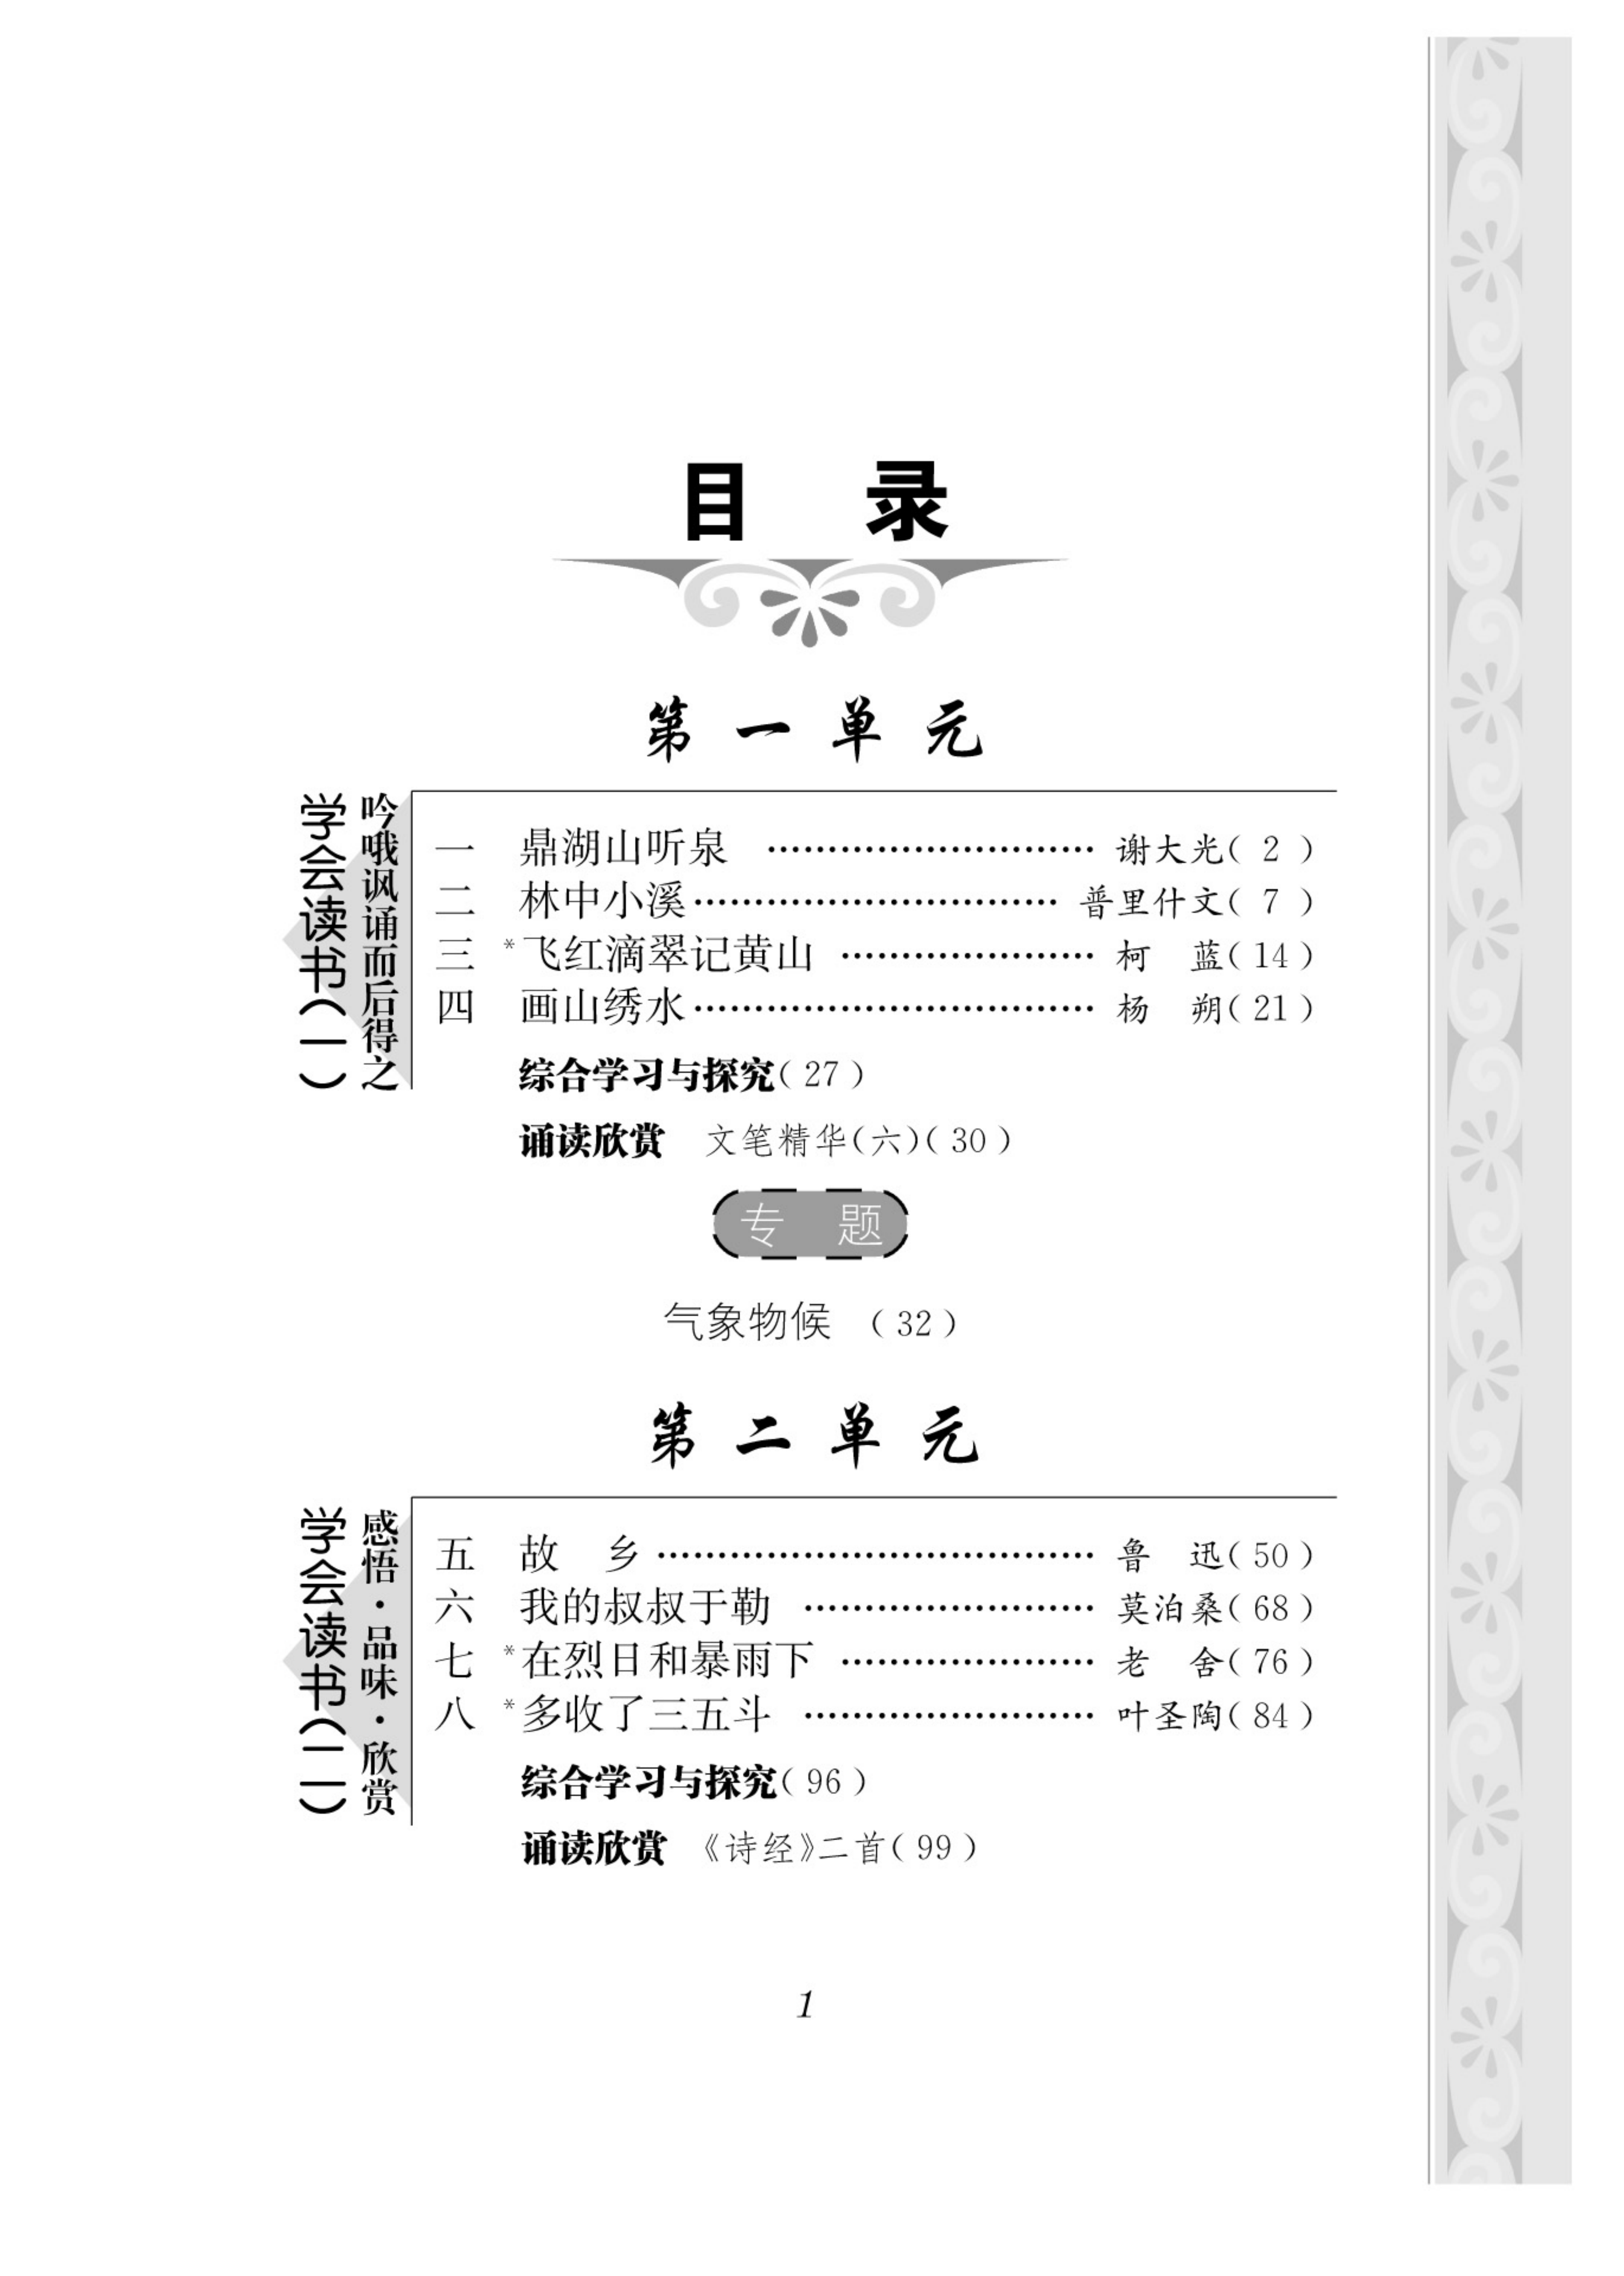 目 录
第一单元
学会读书(一)
吟哦讽诵而后得之
一 鼎湖山听泉 ………………………… 谢大光( 2 )
二 林中小溪 ………………………… 普里什文( 7 )
三 *飞红滴翠记黄山 ………………… 柯 蓝( 14 )
四 画山绣水 …………………………… 杨 朔( 21 )
综合学习与探究( 27 )
诵读欣赏 文笔精华(六)( 30 )
专 题
气象物候 ( 32 )
第二单元
学会读书(二)
感悟·品味·欣赏
五 故 乡 ……………………………… 鲁 迅( 50 )
六 我的叔叔于勒 …………………… 莫泊桑( 68 )
七 *在烈日和暴雨下 ………………… 老 舍( 76 )
八 *多收了三五斗 …………………… 叶圣陶( 84 )
综合学习与探究( 96 )
诵读欣赏 《诗经》二首( 99 )
1